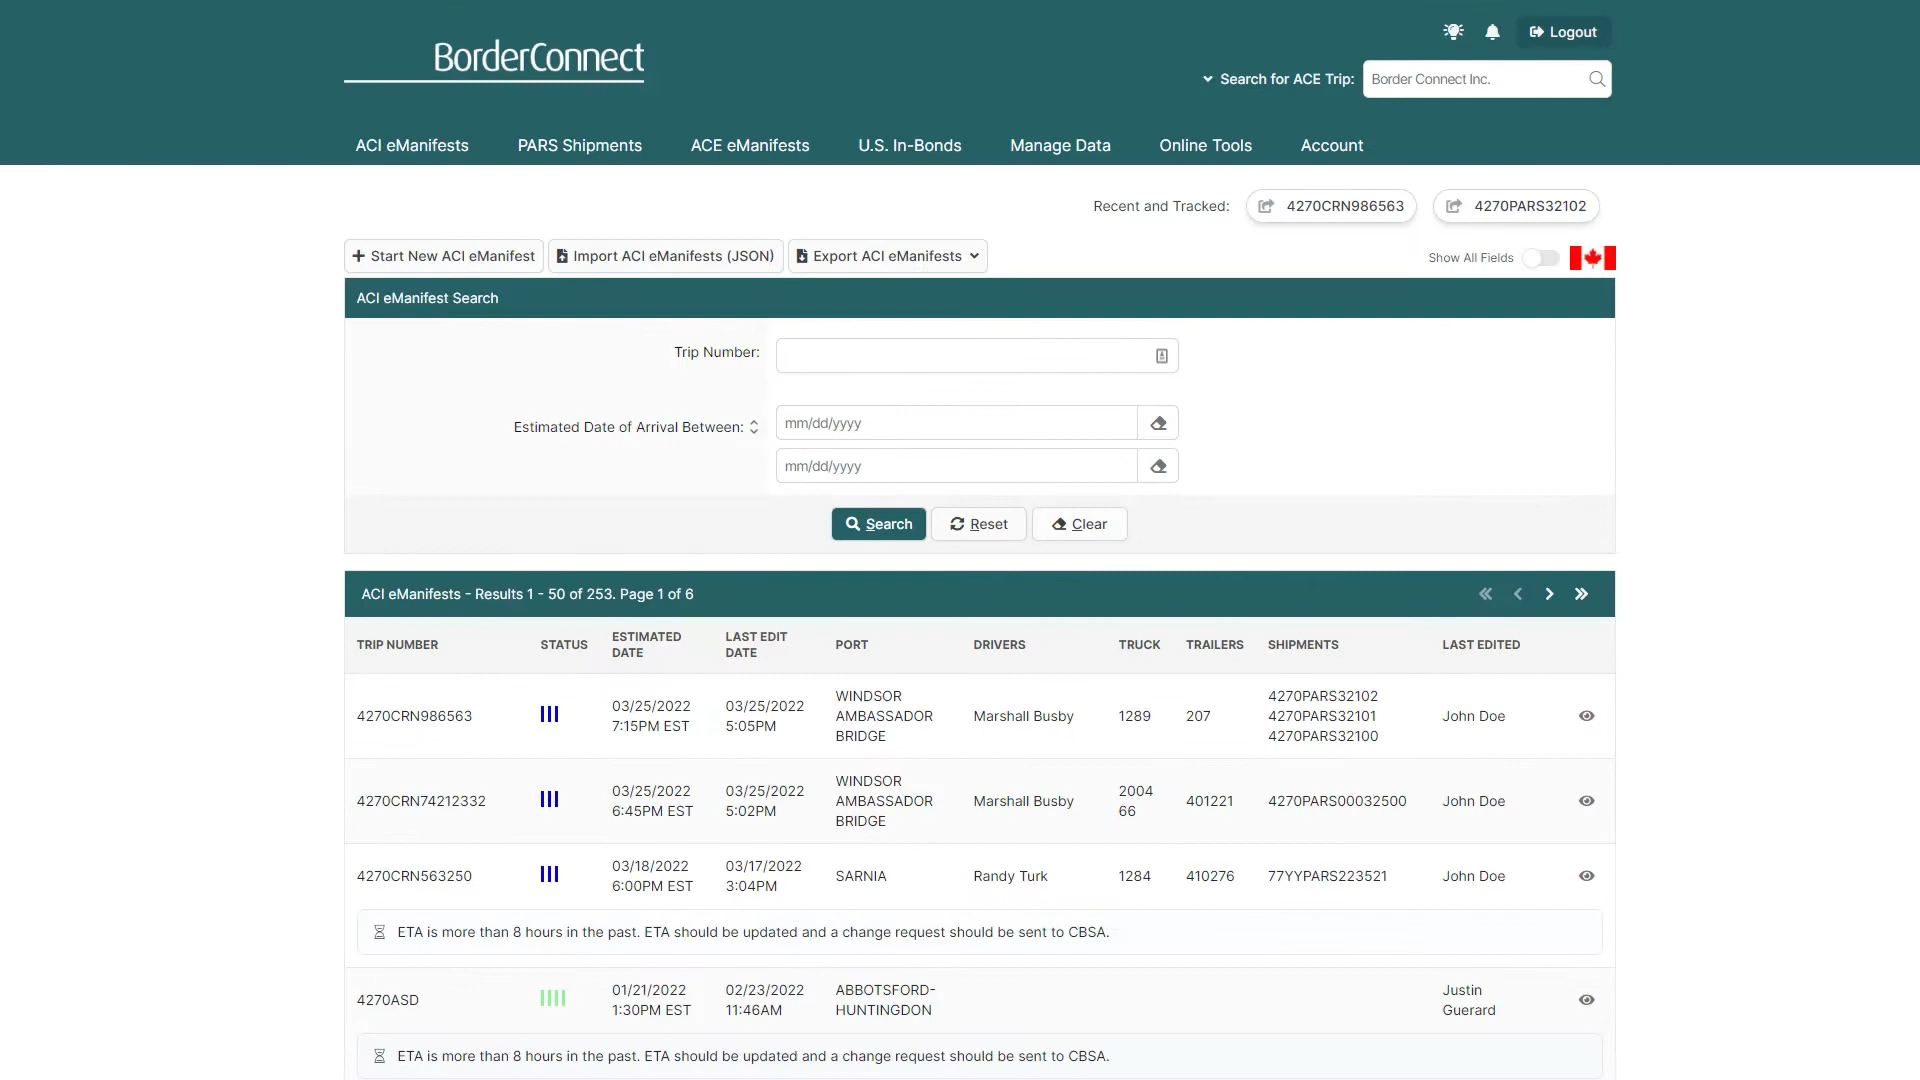 BorderConnect
Logout
Search for ACE Trip: Border Connect Inc.
ACI eManifests PARS Shipments ACE eManifests U.S. In-Bonds Manage Data Online Tools Account
Recent and Tracked: 4270CRN986563 4270PARS32102
Start New ACI eManifest Import ACI eManifests (JSON) Export ACI eManifests Show All Fields
ACI eManifest Search
Trip Number:
Estimated Date of Arrival Between: mm/dd/yyyy
mm/dd/yyyy
Search Reset Clear
ACI eManifests - Results 1 - 50 of 253. Page 1 of 6
TRIP NUMBER STATUS ESTIMATED DATE LAST EDIT DATE PORT DRIVERS TRUCK TRAILERS SHIPMENTS LAST EDITED
4270CRN986563 03/25/2022 7:15PM EST 03/25/2022 5:05PM WINDSOR AMBASSADOR BRIDGE Marshall Busby 1289 207 4270PARS32102 4270PARS32101 4270PARS32100 John Doe
4270CRN74212332 03/25/2022 6:45PM EST 03/25/2022 5:02PM WINDSOR AMBASSADOR BRIDGE Marshall Busby 2004 66 401221 4270PARS00032500 John Doe
4270CRN563250 03/18/2022 6:00PM EST 03/17/2022 3:04PM SARNIA Randy Turk 1284 410276 77YYPARS223521 John Doe
ETA is more than 8 hours in the past. ETA should be updated and a change request should be sent to CBSA.
4270ASD 01/21/2022 1:30PM EST 02/23/2022 11:46AM ABBOTSFORD-HUNTINGDON Justin Guerard
ETA is more than 8 hours in the past. ETA should be updated and a change request should be sent to CBSA.